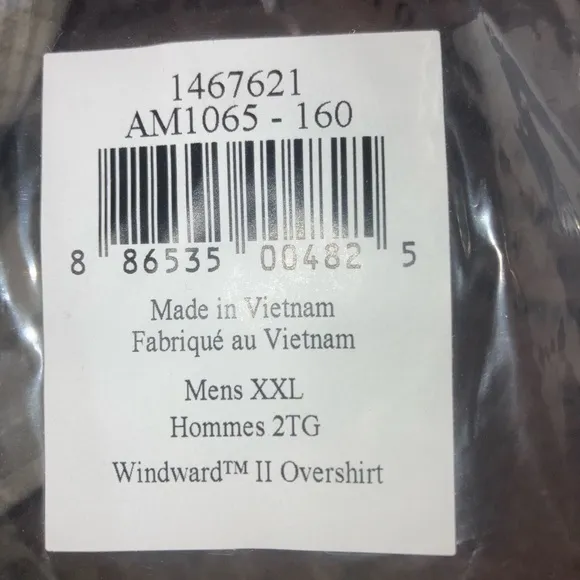 1467621
AM1065 - 160
8 86535 00482 5
Made in Vietnam
Fabriqué au Vietnam
Mens XXL
Hommes 2TG
Windward™ II Overshirt